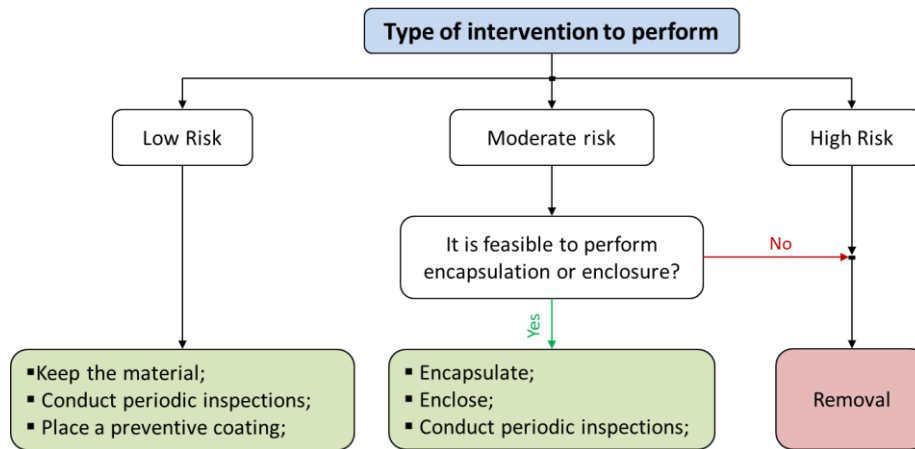 Type of intervention to perform
Low Risk
Moderate risk
High Risk
It is feasible to perform
encapsulation or enclosure?
No
Yes
▪Keep the material;
▪ Conduct periodic inspections;
▪ Place a preventive coating;
▪ Encapsulate;
▪ Enclose;
▪ Conduct periodic inspections;
Removal